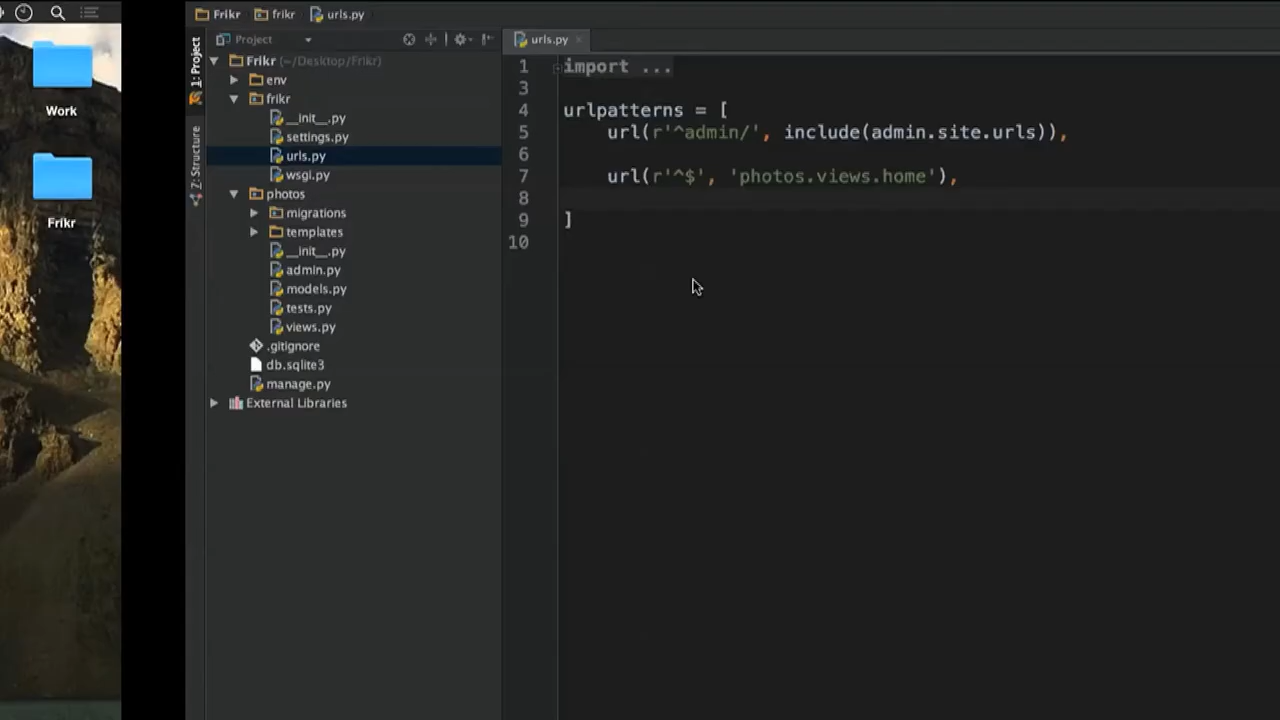 Work
Frikr
Frikr frikr urls.py
1: Project
Z: Structure
Project
Frikr (~/Desktop/Frikr)
env
frikr
__init__.py
settings.py
urls.py
wsgi.py
photos
migrations
templates
__init__.py
admin.py
models.py
tests.py
views.py
.gitignore
db.sqlite3
manage.py
External Libraries
urls.py
1 import ...
3
4 urlpatterns = [
5 url(r'^admin/', include(admin.site.urls)),
6
7 url(r'^$', 'photos.views.home'),
8
9 ]
10